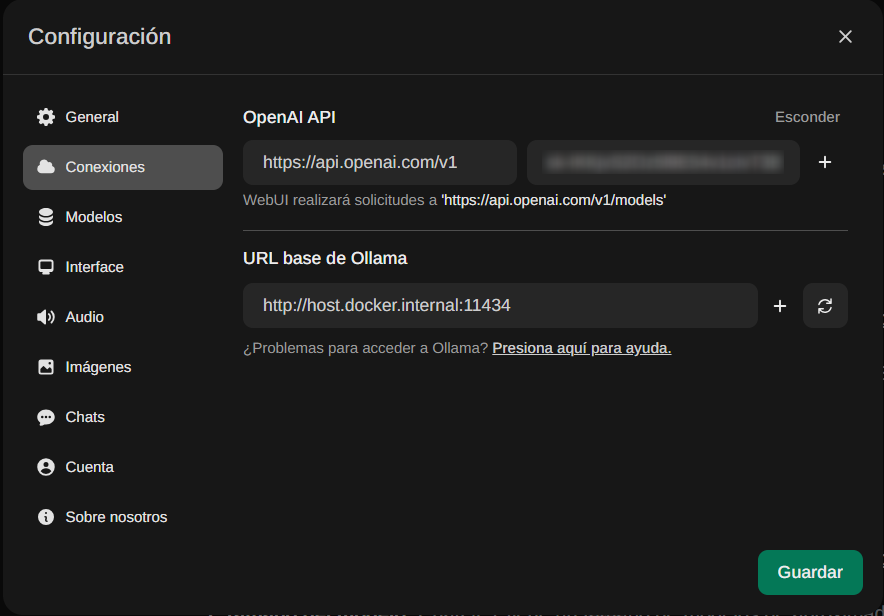 Configuración
General
Conexiones
Modelos
Interface
Audio
Imágenes
Chats
Cuenta
Sobre nosotros
OpenAI API
Esconder
https://api.openai.com/v1
WebUI realizará solicitudes a 'https://api.openai.com/v1/models'
URL base de Ollama
http://host.docker.internal:11434
¿Problemas para acceder a Ollama? Presiona aquí para ayuda.
Guardar